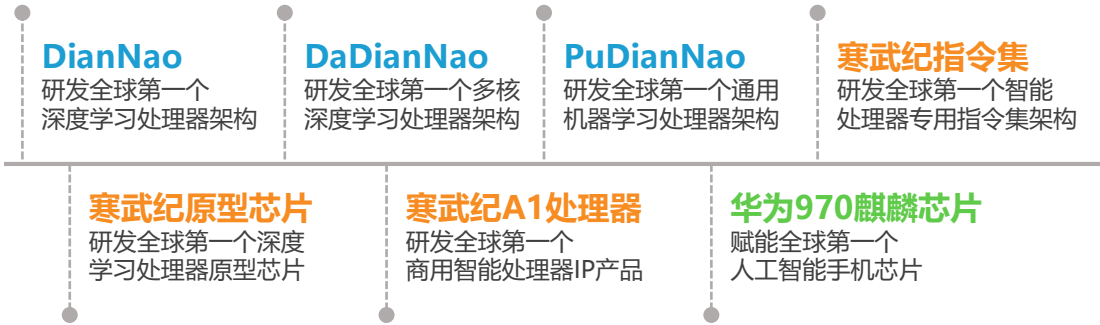 DianNao
研发全球第一个
深度学习处理器架构
DaDianNao
研发全球第一个多核
深度学习处理器架构
PuDianNao
研发全球第一个通用
机器学习处理器架构
寒武纪指令集
研发全球第一个智能
处理器专用指令集架构
寒武纪原型芯片
研发全球第一个深度
学习处理器原型芯片
寒武纪A1处理器
研发全球第一个
商用智能处理器IP产品
华为970麒麟芯片
赋能全球第一个
人工智能手机芯片